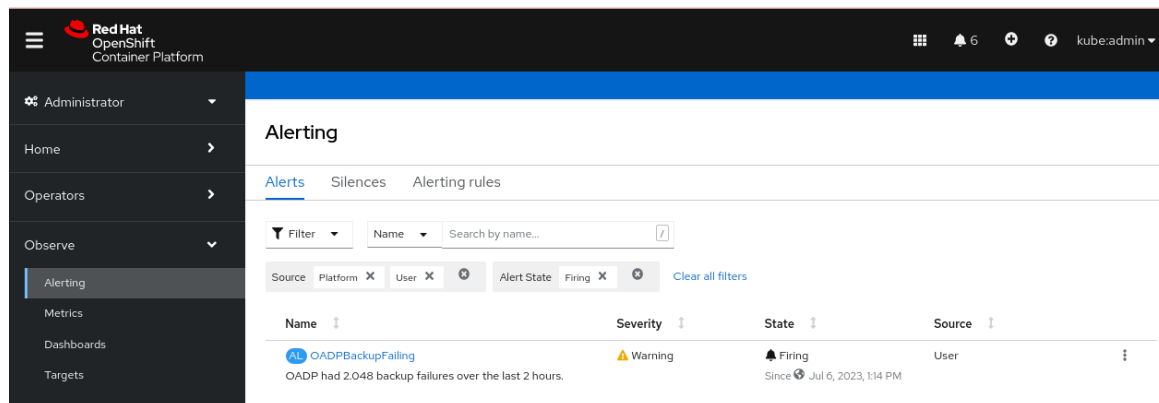 Red Hat
OpenShift
Container Platform
6
kube:admin
Administrator
Home
Operators
Observe
Alerting
Metrics
Dashboards
Targets
Alerting
Alerts Silences Alerting rules
Filter Name Search by name... /
Source Platform User Alert State Firing Clear all filters
Name Severity State Source
AL OADPBackupFailing Warning Firing User
OADP had 2.048 backup failures over the last 2 hours. Since Jul 6, 2023, 1:14 PM